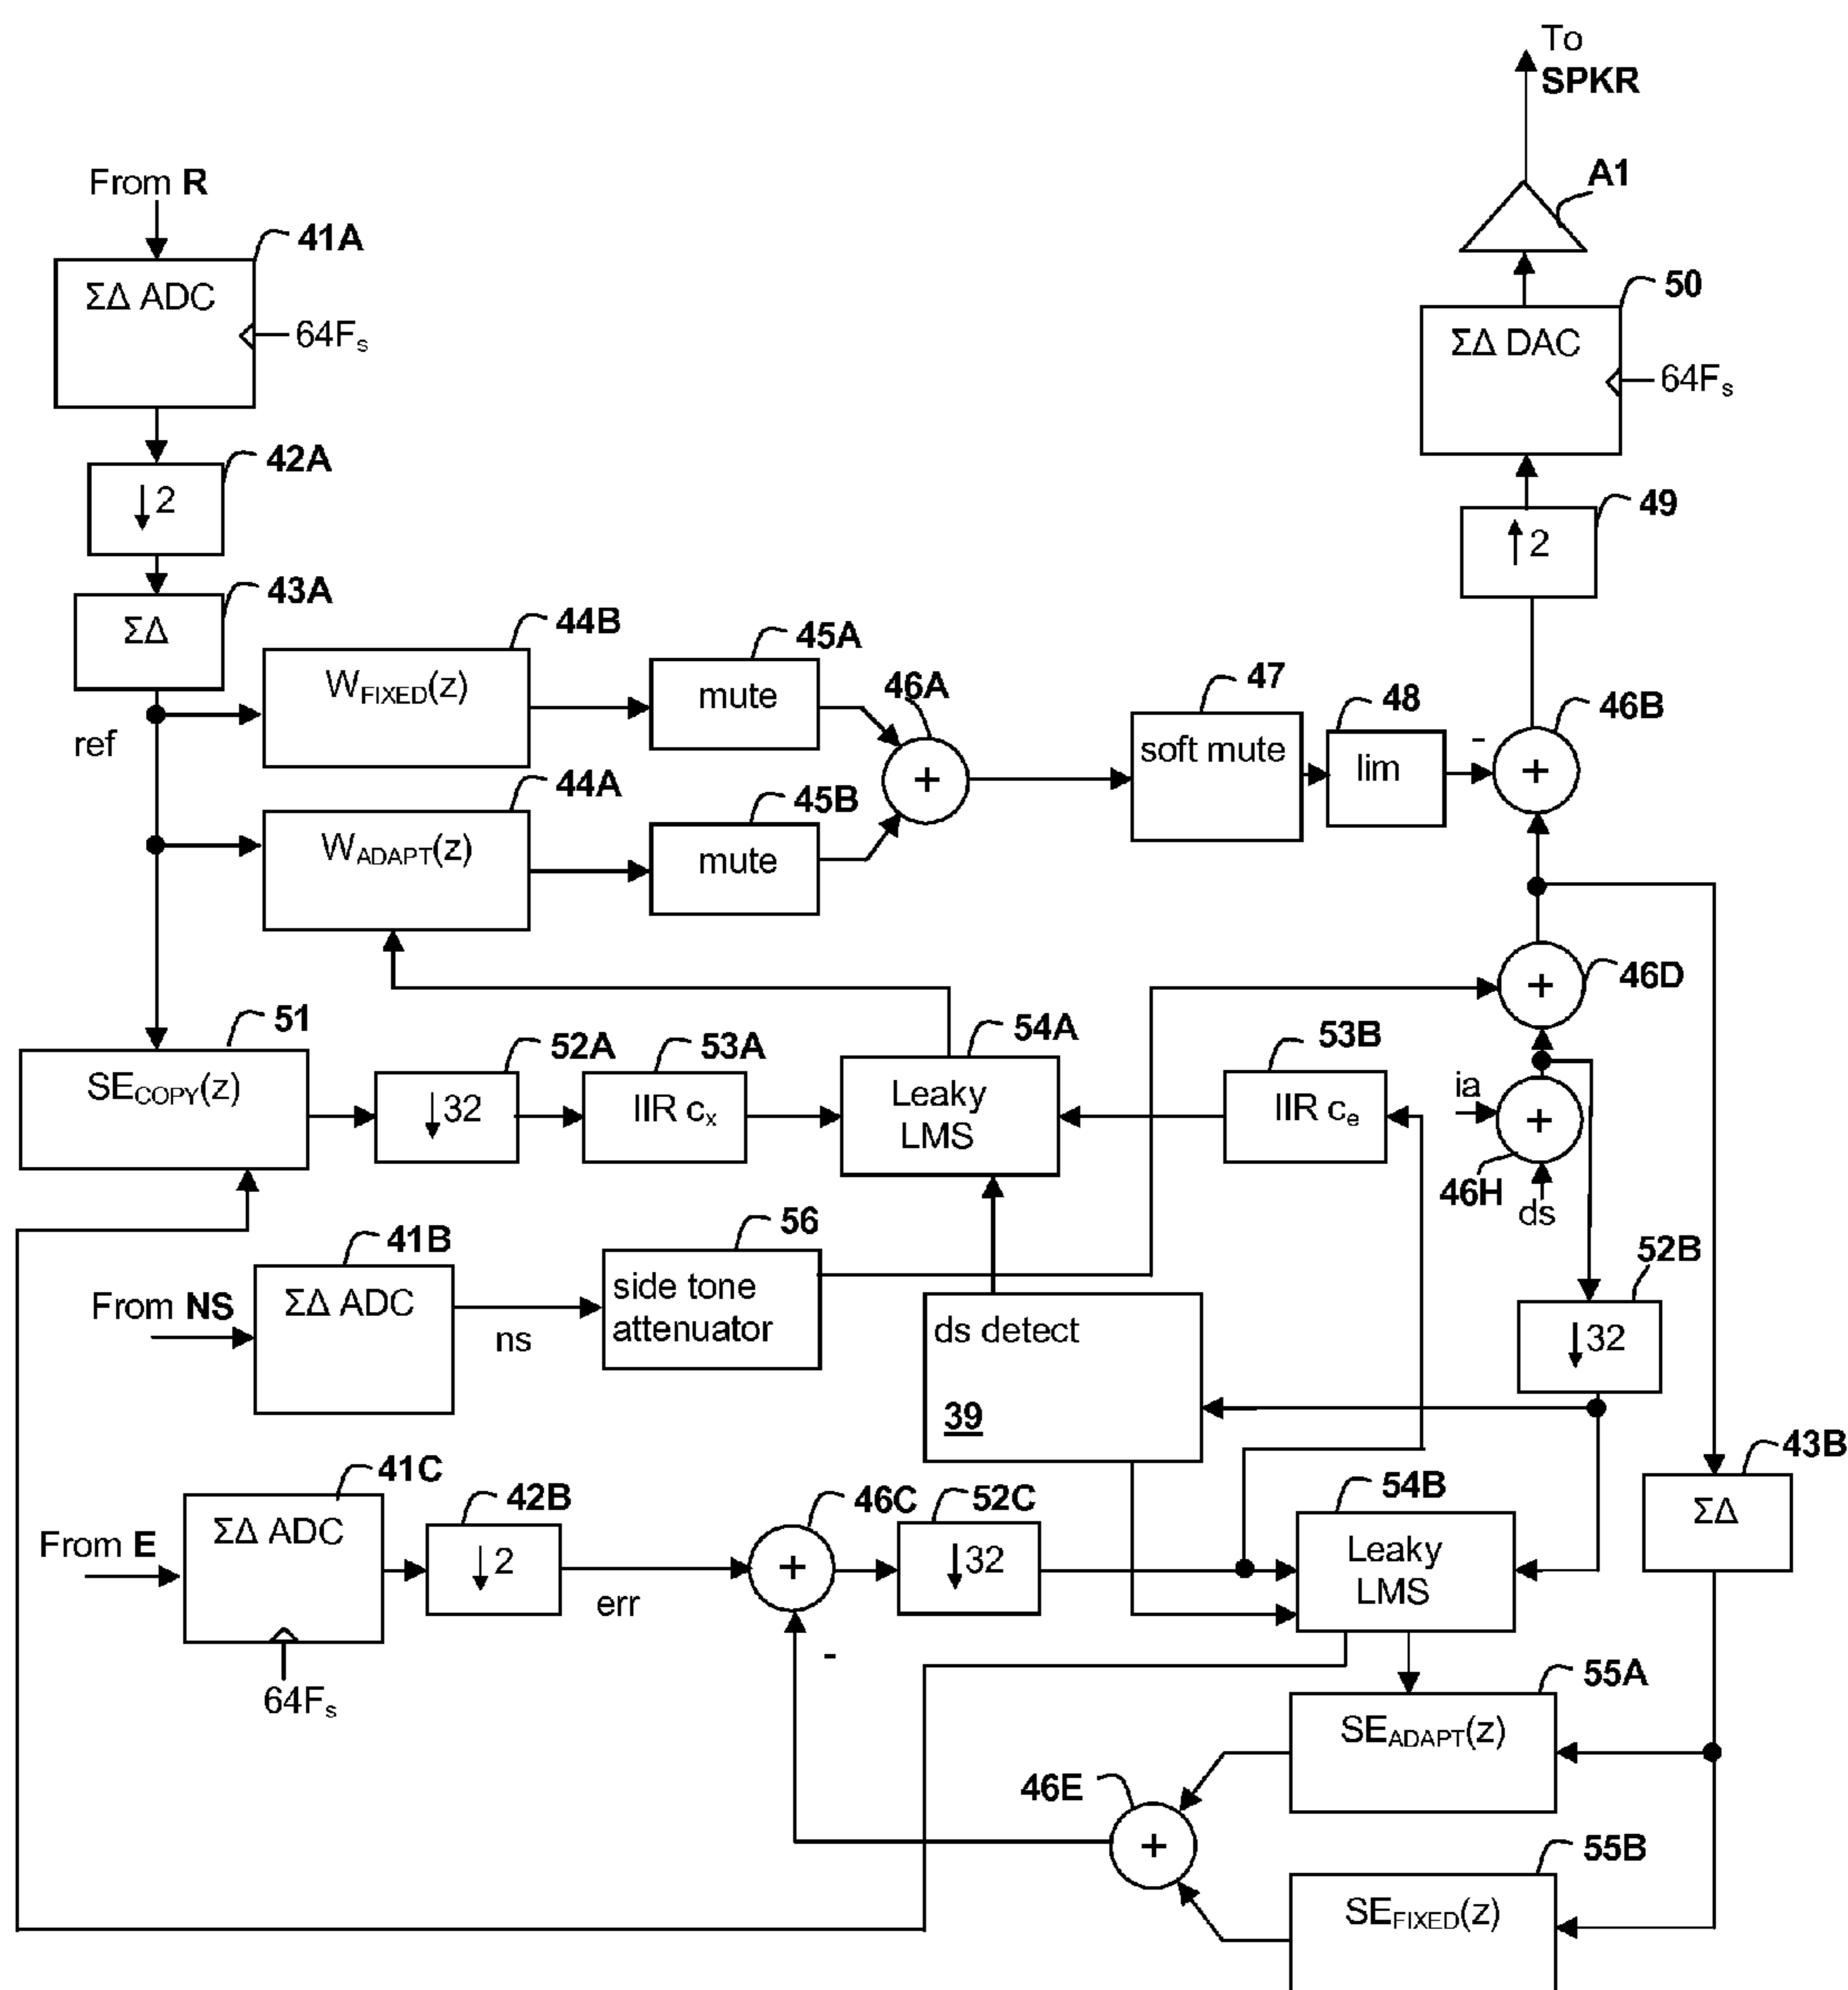 To
SPKR
A1
From R
41A
ΣΔ ADC
64Fs
50
ΣΔ DAC
64Fs
42A
↓2
49
↑2
43A
ΣΔ
ref
44B
WFIXED(z)
45A
mute
46A
+
47
soft mute
48
lim
-
46B
+
44A
WADAPT(z)
45B
mute
46D
+
51
SECOPY(z)
52A
↓32
53A
IIR cx
54A
Leaky
LMS
53B
IIR ce
ia
+
46H
ds
41B
From NS
ΣΔ ADC
ns
56
side tone
attenuator
ds detect
39
52B
↓32
43B
ΣΔ
41C
From E
ΣΔ ADC
64Fs
42B
↓2
err
46C
+
-
52C
↓32
54B
Leaky
LMS
55A
SEADAPT(z)
46E
+
55B
SEFIXED(z)